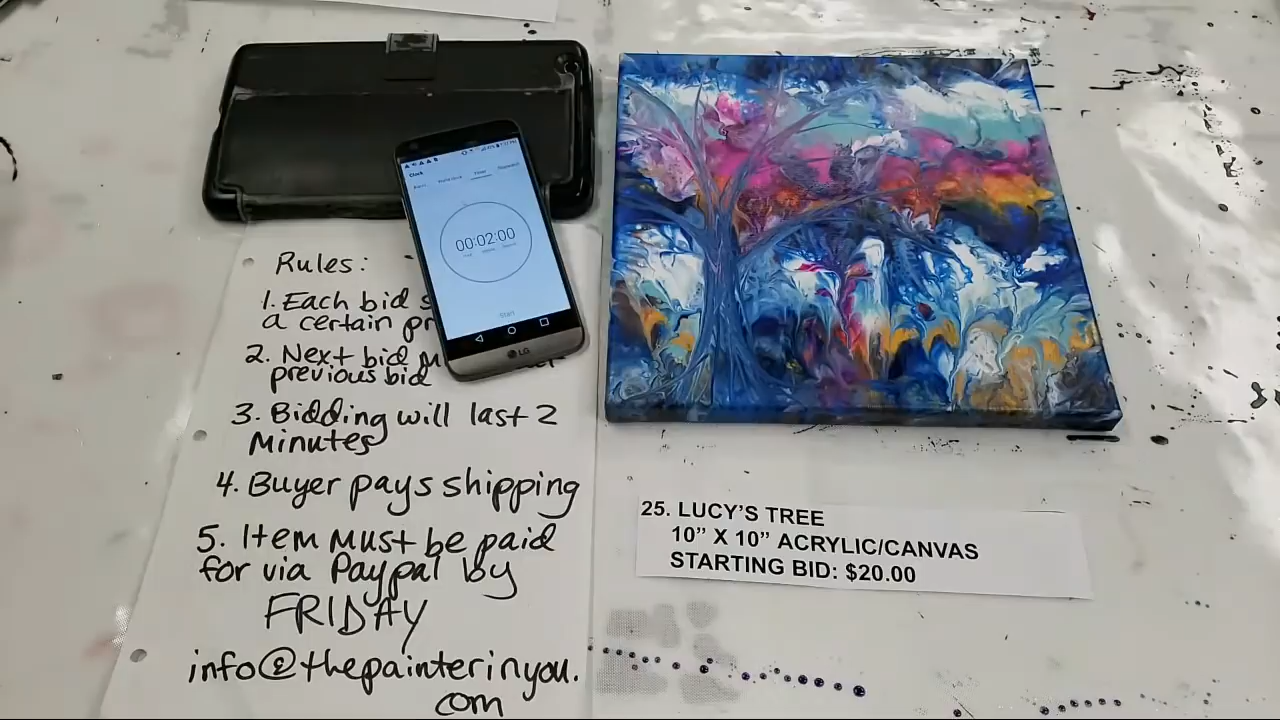 Clock
00:02:00
Start
LG
Rules:
1. Each bid
a certain
2. Next bid
previous bid
3. Bidding will last 2
Minutes
4. Buyer pays shipping
5. Item must be paid
for via Paypal by
FRIDAY
info@thepainterinyou.
com
25. LUCY'S TREE
10" X 10" ACRYLIC/CANVAS
STARTING BID: $20.00